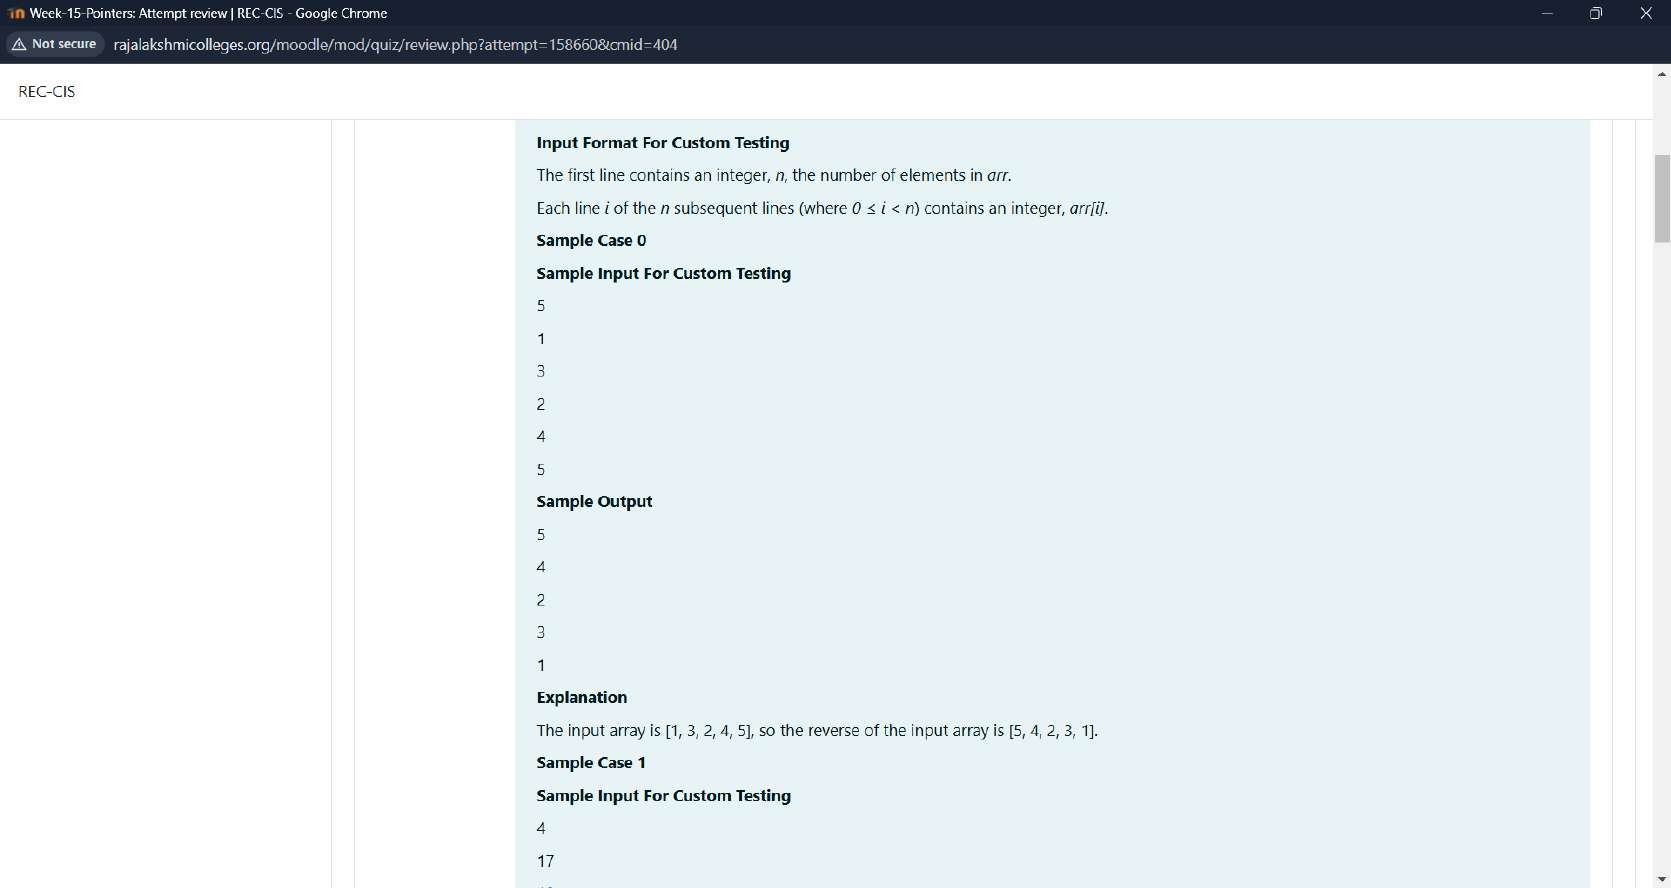 Week-15-Pointers: Attempt review | REC-CIS - Google Chrome
Not secure rajalakshmicolleges.org/moodle/mod/quiz/review.php?attempt=158660&cmid=404
REC-CIS
Input Format For Custom Testing
The first line contains an integer, n, the number of elements in arr.
Each line i of the n subsequent lines (where 0 ≤ i < n) contains an integer, arr[i].
Sample Case 0
Sample Input For Custom Testing
5
1
3
2
4
5
Sample Output
5
4
2
3
1
Explanation
The input array is [1, 3, 2, 4, 5], so the reverse of the input array is [5, 4, 2, 3, 1].
Sample Case 1
Sample Input For Custom Testing
4
17